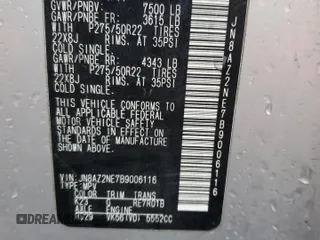 GVWR/PNBV: 7500 LB
GAWR/PNBE FR: 3615 LB
WITH P275/50R22 TIRES,
22X8J RIMS, AT 35PSI
COLD SINGLE.
GAWR/PNBE RR: 4343 LB
WITH P275/50R22 TIRES,
22X8J RIMS, AT 35PSI
COLD SINGLE.
THIS VEHICLE CONFORMS TO
ALL APPLICABLE FEDERAL
MOTOR VEHICLE SAFETY
STANDARDS IN EFFECT ON
THE DATE OF MANUFACTURE
SHOWN ABOVE.
VIN: JN8AZ2NE7B9006116
TYPE: MPV
COLOR TRIM TRANS
K23 G RE7R01B
VK56(VD) 5552CC
JN8AZ2NE7B9006116